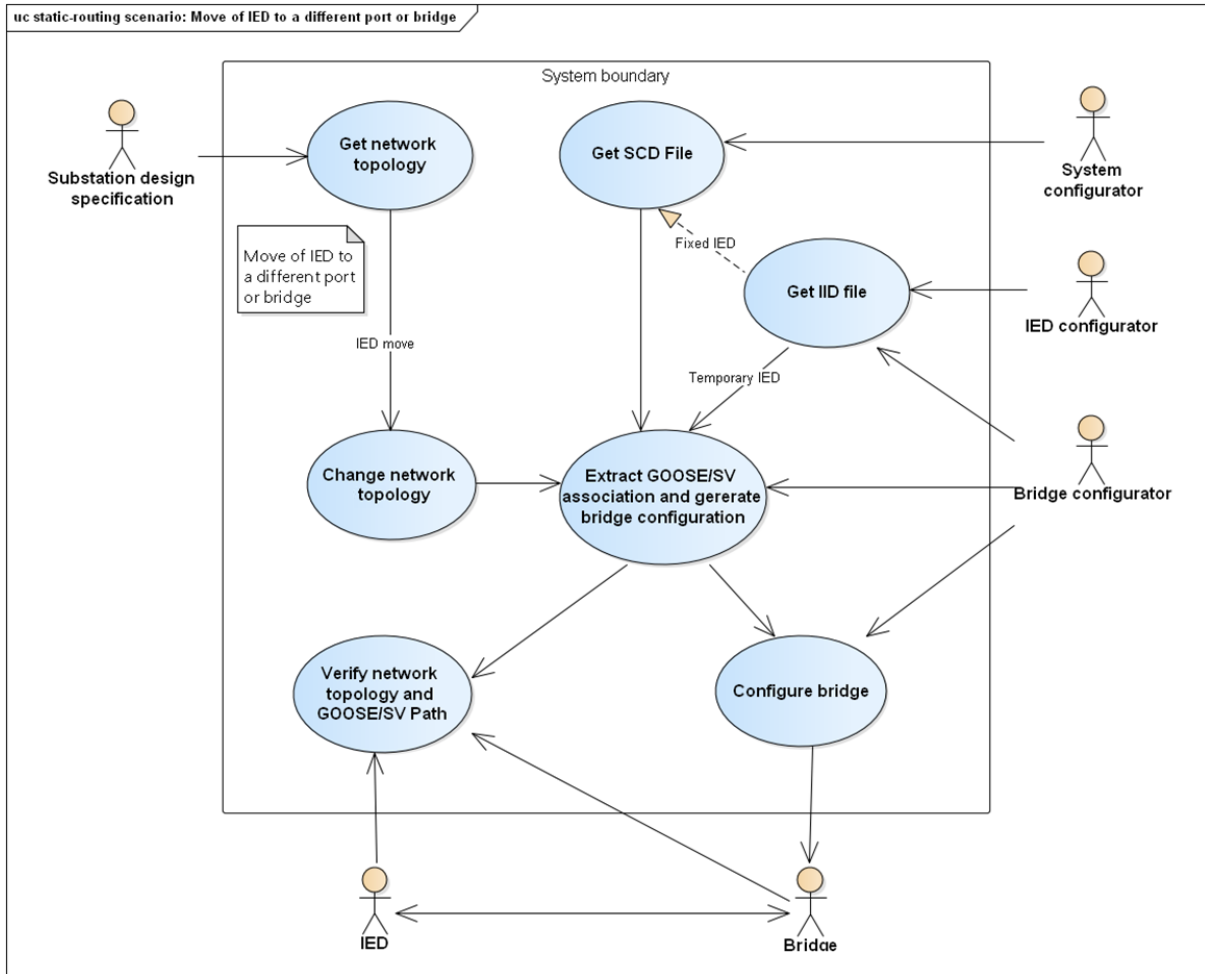 uc static-routing scenario: Move of IED to a different port or bridge
System boundary
Substation design
specification
Get network
topology
Get SCD File
System
configurator
Move of IED to
a different port
or bridge
Fixed IED
Get IID file
IED configurator
IED move
Temporary IED
Change network
topology
Extract GOOSE/SV
association and gererate
bridge configuration
Bridge configurator
Verify network
topology and
GOOSE/SV Path
Configure bridge
IED
Bridge